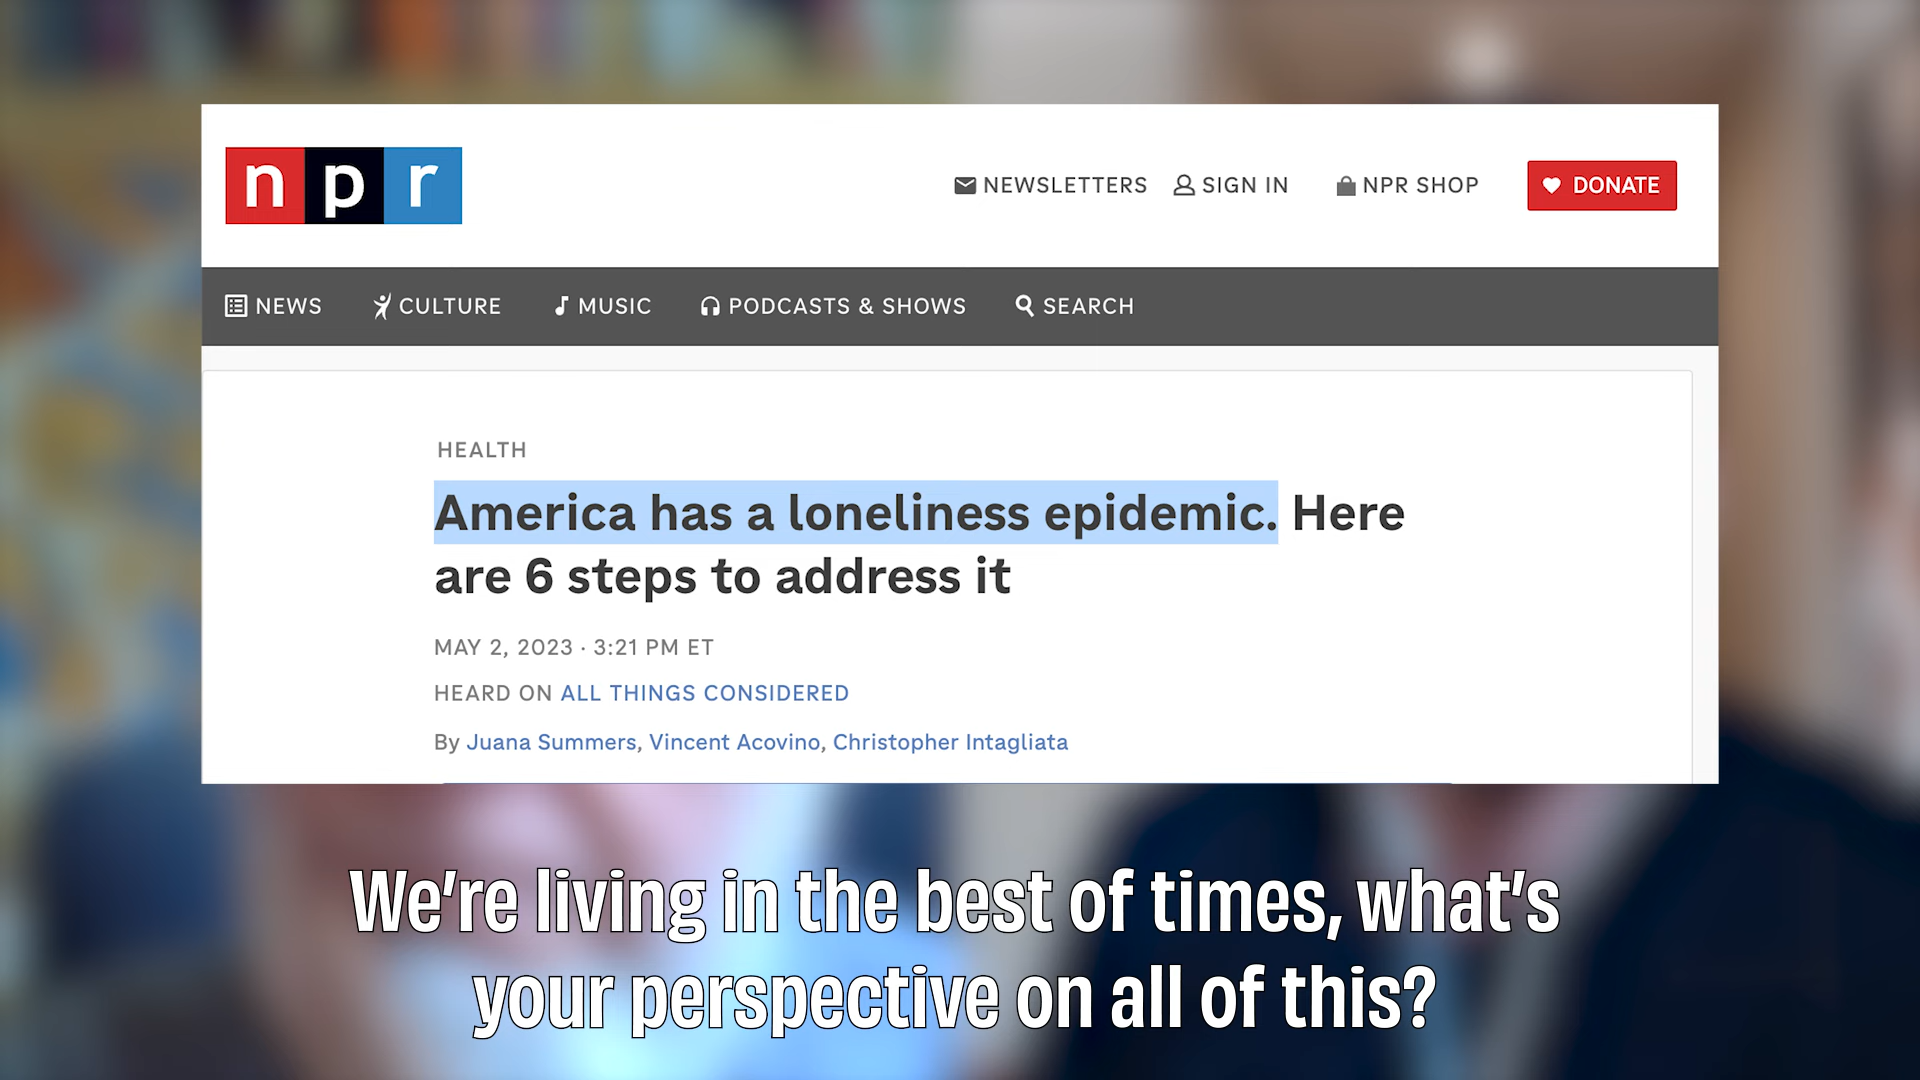 npr
NEWSLETTERS SIGN IN NPR SHOP DONATE
NEWS CULTURE MUSIC PODCASTS & SHOWS SEARCH
HEALTH
America has a loneliness epidemic. Here
are 6 steps to address it
MAY 2, 2023 · 3:21 PM ET
HEARD ON ALL THINGS CONSIDERED
By Juana Summers, Vincent Acovino, Christopher Intagliata
We're living in the best of times, what's
your perspective on all of this?